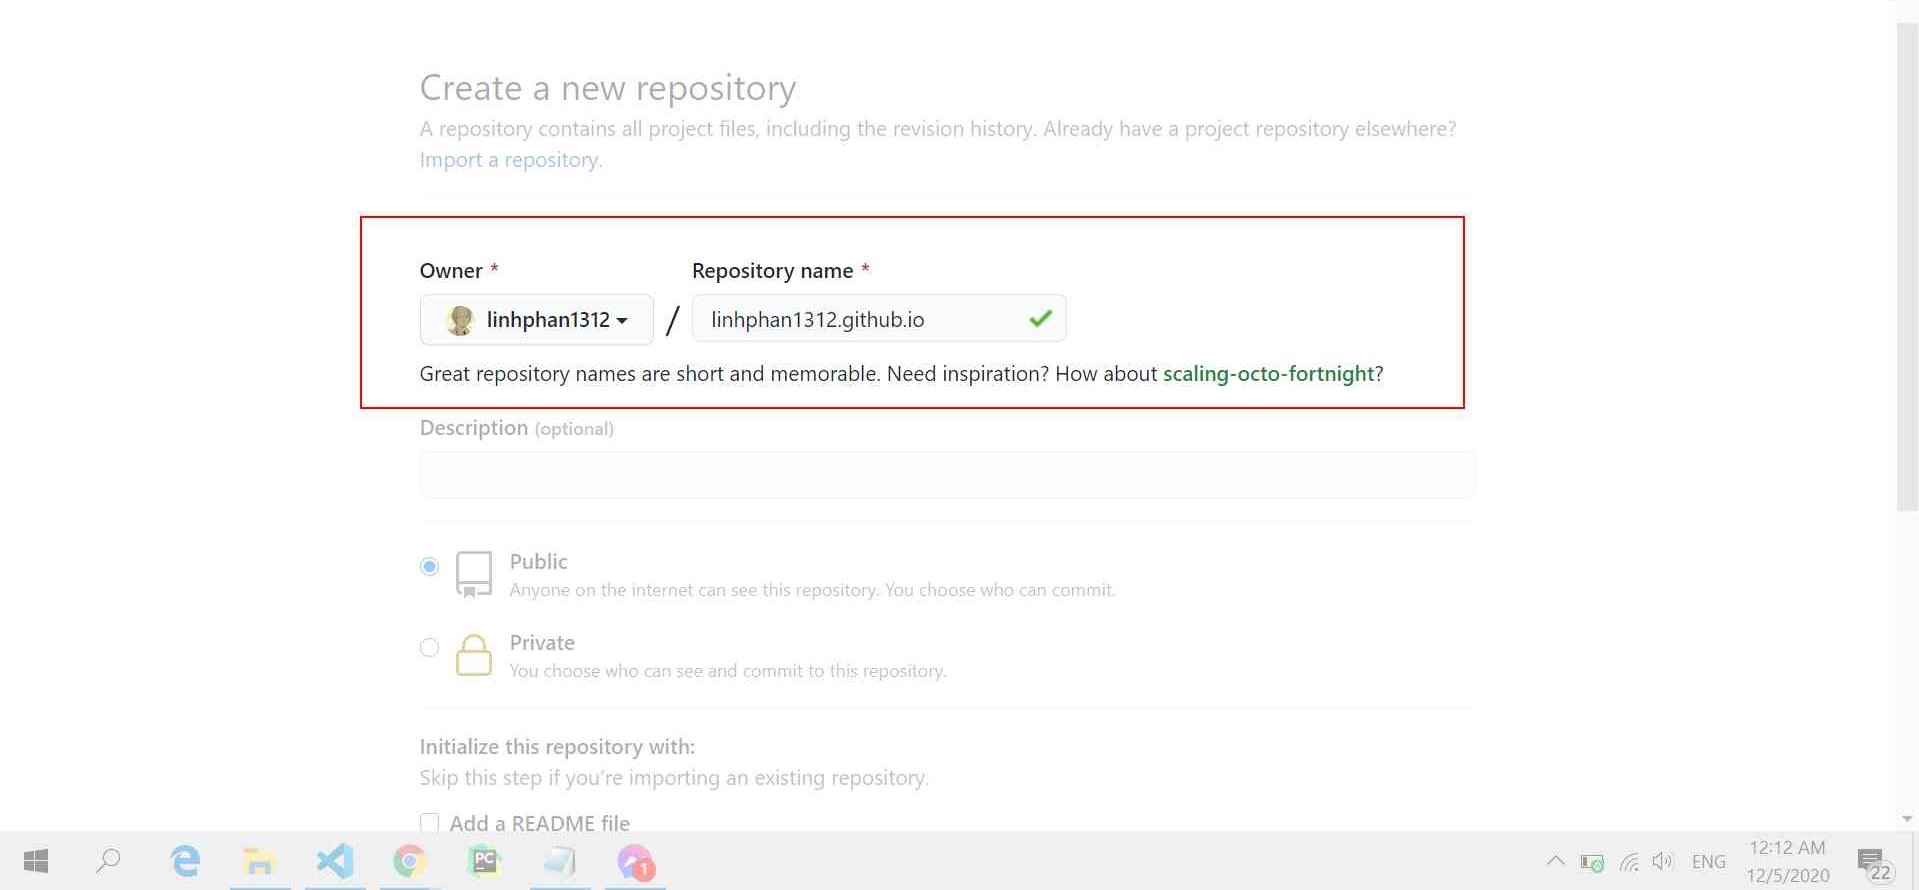 Create a new repository
A repository contains all project files, including the revision history. Already have a project repository elsewhere?
Import a repository.
Owner * Repository name *
linhphan1312 / linhphan1312.github.io
Great repository names are short and memorable. Need inspiration? How about scaling-octo-fortnight?
Description (optional)
Public
Anyone on the internet can see this repository. You choose who can commit.
Private
You choose who can see and commit to this repository.
Initialize this repository with:
Skip this step if you’re importing an existing repository.
Add a README file
PC
1
ENG
12:12 AM
12/5/2020
22